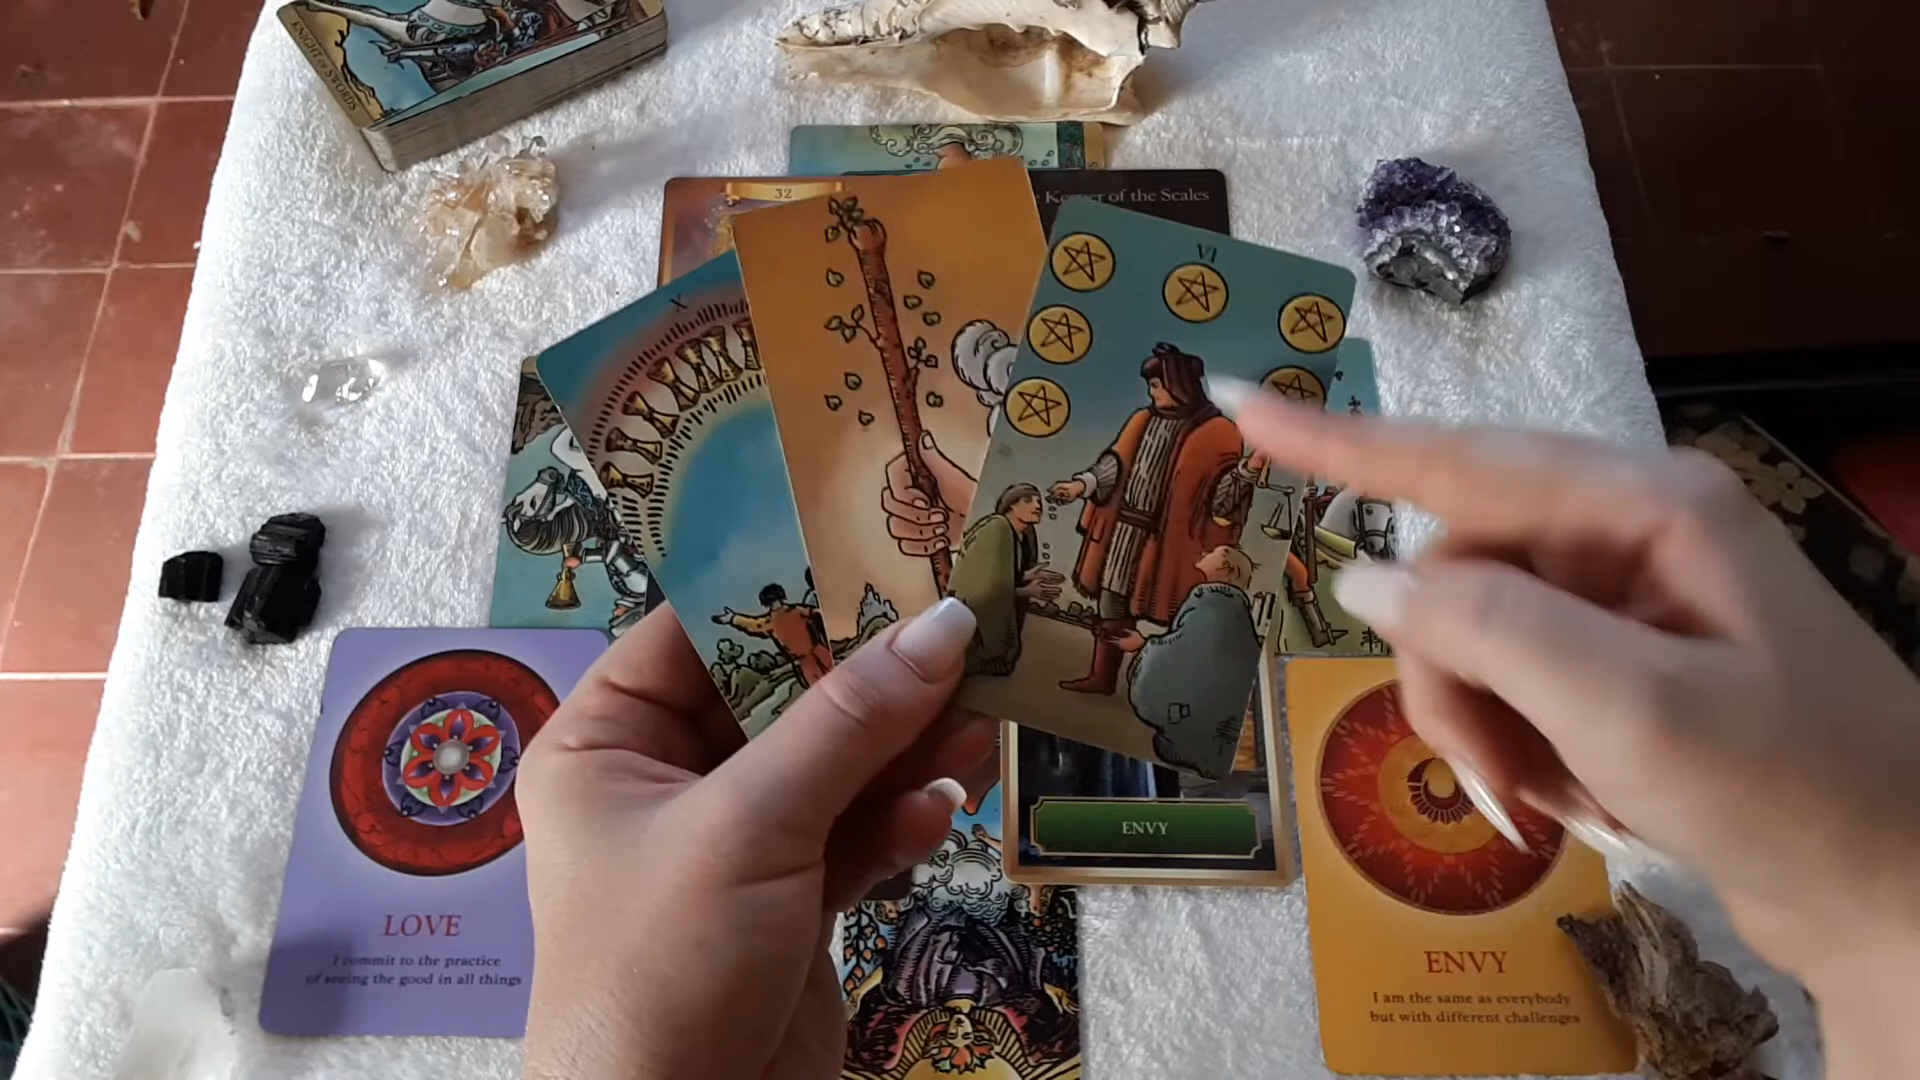 KNIGHT OF SWORDS
32
Keeper of the Scales
X
VI
ENVY
LOVE
I commit to the practice
of seeing the good in all things
ENVY
I am the same as everybody
but with different challenges